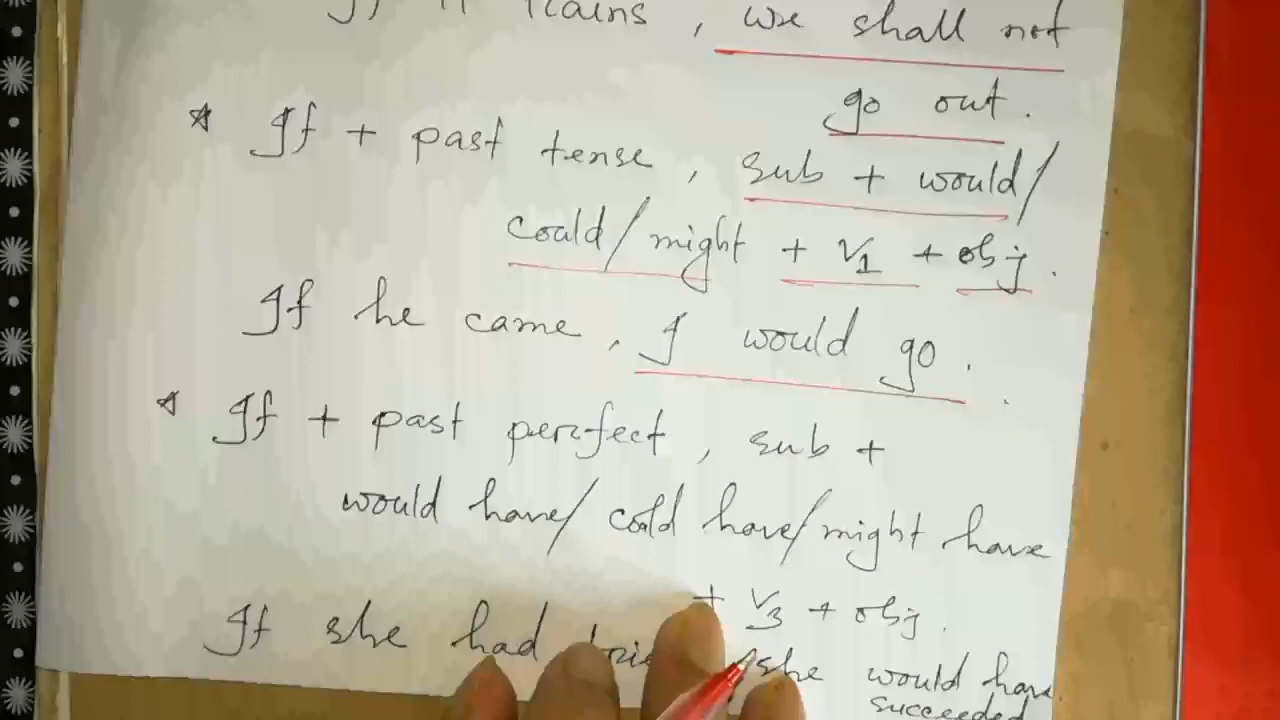 If it rains, we shall not
go out.
* If + past tense, sub + would/
could/might + V1 + obj.
If he came, I would go.
* If + past perfect, sub +
would have/ could have/might have
+ V3 + obj.
If she had she would have
succeeded